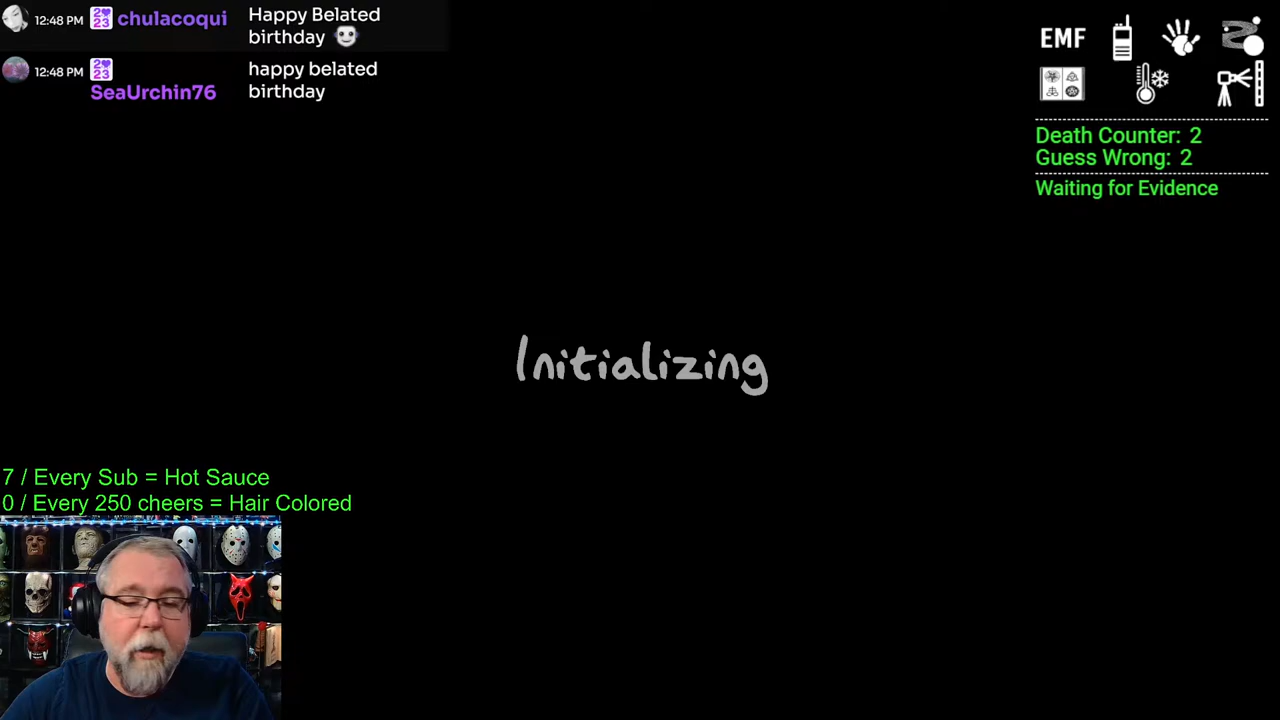 12:48 PM chulacoqui Happy Belated
birthday
12:48 PM SeaUrchin76 happy belated
birthday
EMF
Death Counter: 2
Guess Wrong: 2
Waiting for Evidence
Initializing
7 / Every Sub = Hot Sauce
0 / Every 250 cheers = Hair Colored